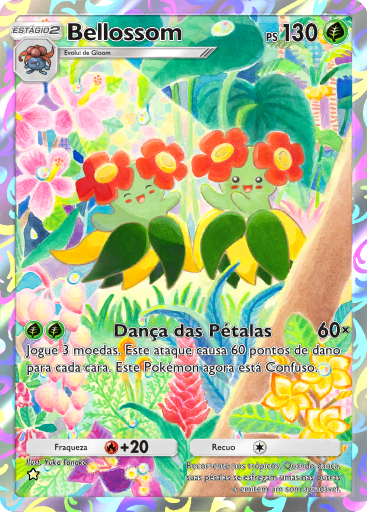 ESTÁGIO 2
Bellossom
PS 130
Evolui de Gloom
Dança das Pétalas 60×
Jogue 3 moedas. Este ataque causa 60 pontos de dano
para cada cara. Este Pokémon agora está Confuso.
Fraqueza +20 Recuo
Illus. Yuka Tanaka
Recorrente nos trópicos. Quando dança,
suas pétalas se esfregam umas nas outras
e emitem um som agradável.